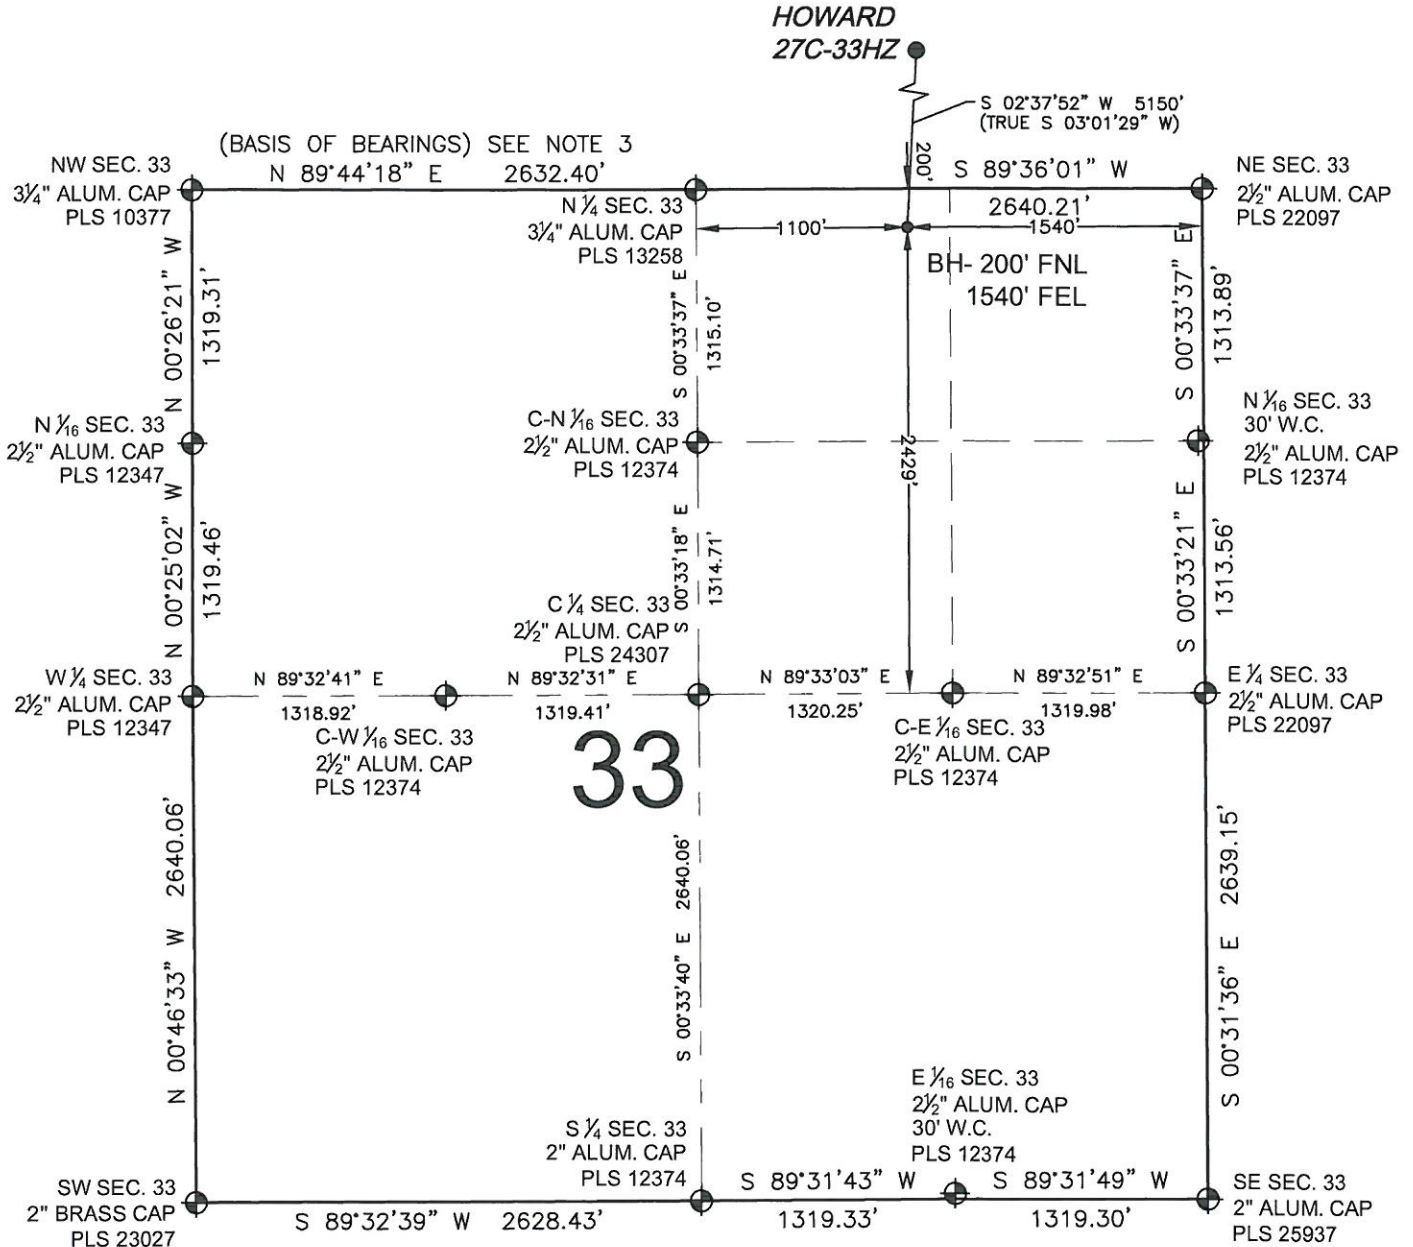 HOWARD
27C-33HZ
S 02°37'52" W 5150'
(TRUE S 03°01'29" W)
(BASIS OF BEARINGS) SEE NOTE 3
N 89°44'18" E 2632.40'
200'
S 89°36'01" W
2640.21'
NW SEC. 33
3¼" ALUM. CAP
PLS 10377
N ¼ SEC. 33
3¼" ALUM. CAP
PLS 13258
NE SEC. 33
2½" ALUM. CAP
PLS 22097
1100'
1540'
BH- 200' FNL
1540' FEL
N 00°26'21" W
1319.31'
S 00°33'37" E
1315.10'
S 00°33'37" E
1313.89'
N 1⁄16 SEC. 33
2½" ALUM. CAP
PLS 12347
C-N 1⁄16 SEC. 33
2½" ALUM. CAP
PLS 12374
2429'
N 1⁄16 SEC. 33
30' W.C.
2½" ALUM. CAP
PLS 12374
N 00°25'02" W
1319.46'
S 00°33'18" E
1314.71'
S 00°33'21" E
1313.56'
C ¼ SEC. 33
2½" ALUM. CAP
PLS 24307
W ¼ SEC. 33
2½" ALUM. CAP
PLS 12347
N 89°32'41" E
1318.92'
N 89°32'31" E
1319.41'
N 89°33'03" E
1320.25'
N 89°32'51" E
1319.98'
E ¼ SEC. 33
2½" ALUM. CAP
PLS 22097
C-W 1⁄16 SEC. 33
2½" ALUM. CAP
PLS 12374
33
C-E 1⁄16 SEC. 33
2½" ALUM. CAP
PLS 12374
N 00°46'33" W 2640.06'
S 00°33'40" E 2640.06'
S 00°31'36" E 2639.15'
E 1⁄16 SEC. 33
2½" ALUM. CAP
30' W.C.
PLS 12374
S ¼ SEC. 33
2" ALUM. CAP
PLS 12374
SW SEC. 33
2" BRASS CAP
PLS 23027
S 89°32'39" W 2628.43'
S 89°31'43" W
1319.33'
S 89°31'49" W
1319.30'
SE SEC. 33
2" ALUM. CAP
PLS 25937